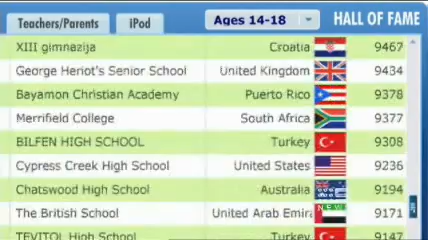 Teachers/Parents iPod Ages 14-18 HALL OF FAME
XIII gimnazija Croatia 9467
George Heriot's Senior School United Kingdom 9434
Bayamon Christian Academy Puerto Rico 9378
Merrifield College South Africa 9377
BILFEN HIGH SCHOOL Turkey 9308
Cypress Creek High School United States 9236
Chatswood High School Australia 9194
The British School United Arab Emira NEW 9171
TEVITOL HIGH School Turkey 9147